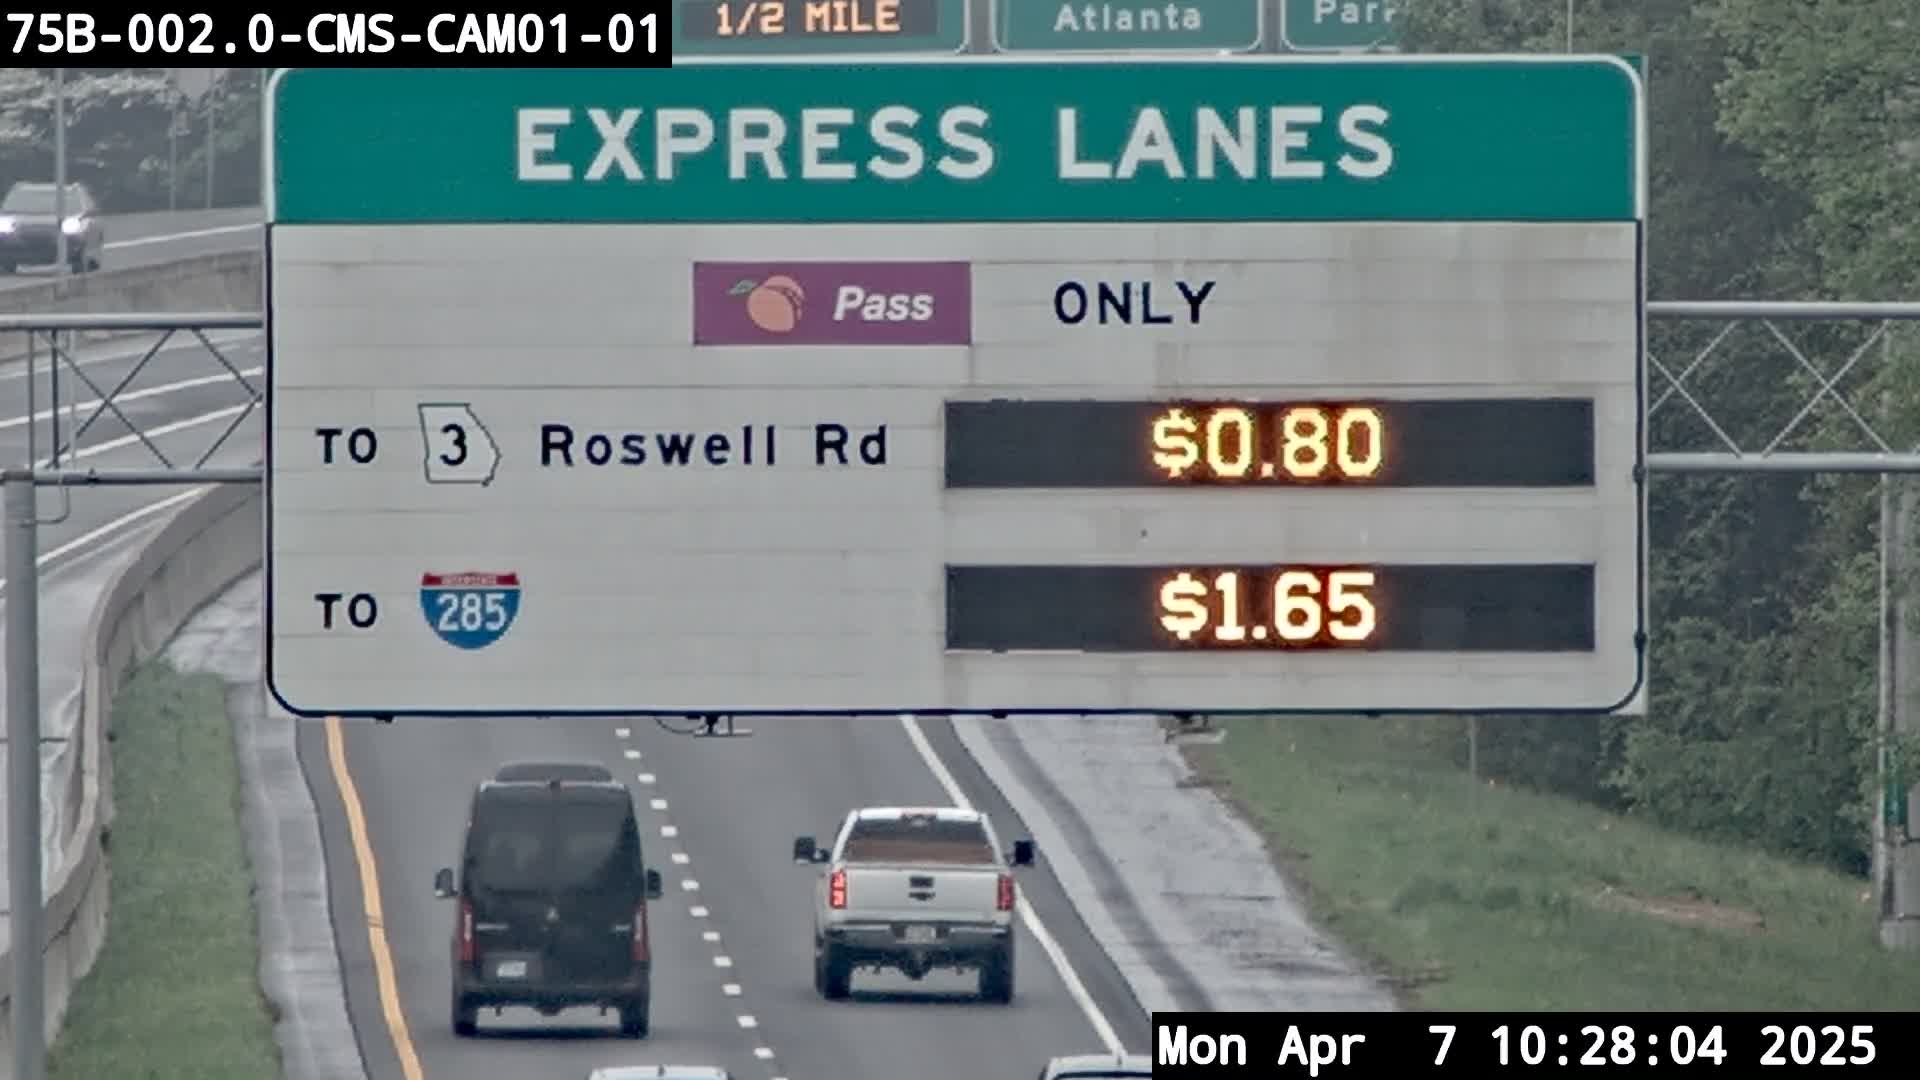 75B-002.0-CMS-CAM01-01
1/2 MILE
Atlanta
EXPRESS LANES
Pass ONLY
TO 3 Roswell Rd $0.80
TO 285 $1.65
Mon Apr 7 10:28:04 2025